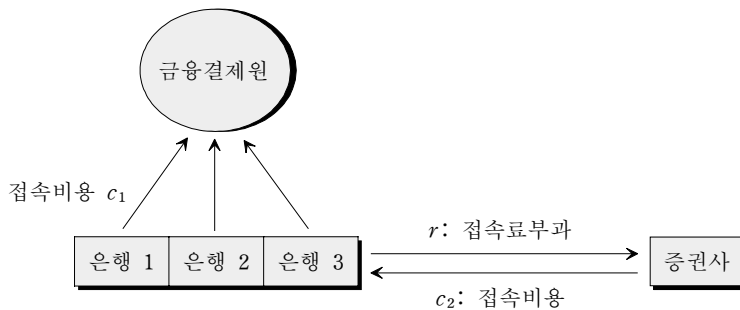 금융결제원
접속비용 c₁
r: 접속료부과
은행 1 은행 2 은행 3 증권사
c₂: 접속비용